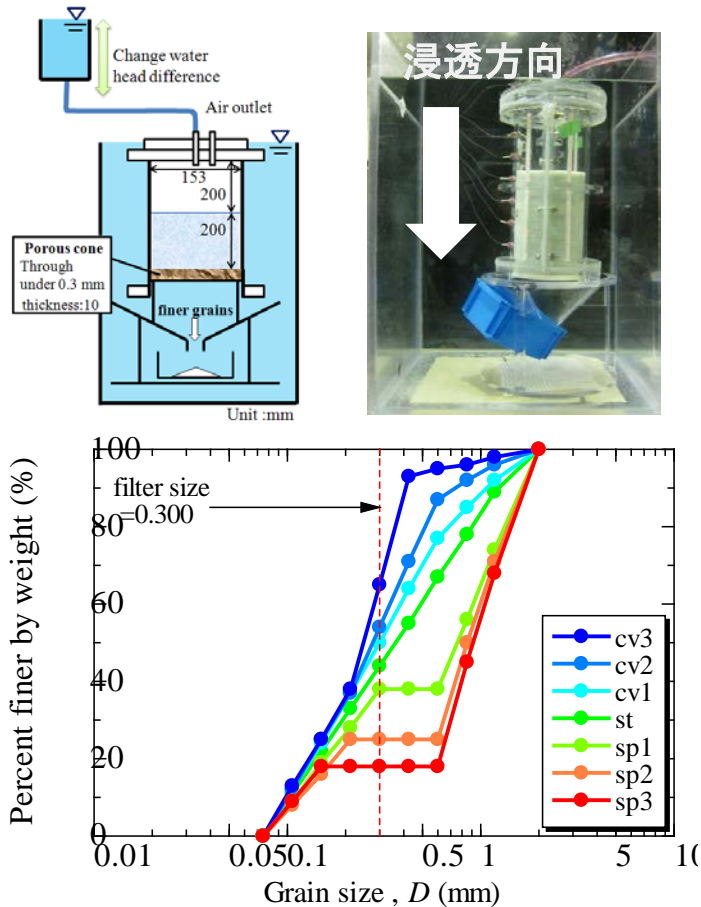 Change water
head difference
Air outlet
153
200
200
Porous cone
Through
under 0.3 mm
thickness:10
finer grains
Unit :mm
浸透方向
Percent finer by weight (%)
100
80
60
40
20
0
filter size
=0.300
cv3
cv2
cv1
st
sp1
sp2
sp3
0.01
0.05
0.1
0.5
1
5
10
Grain size , D (mm)